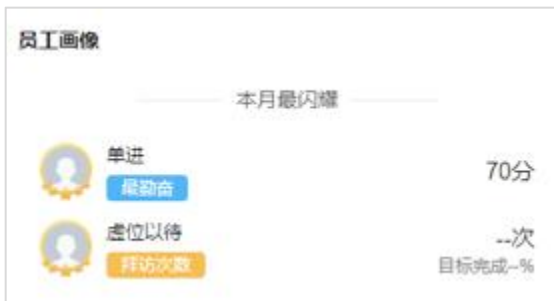 员工画像
本月最闪耀
单进
最勤奋
70分
虚位以待
拜访次数
--次
目标完成--%